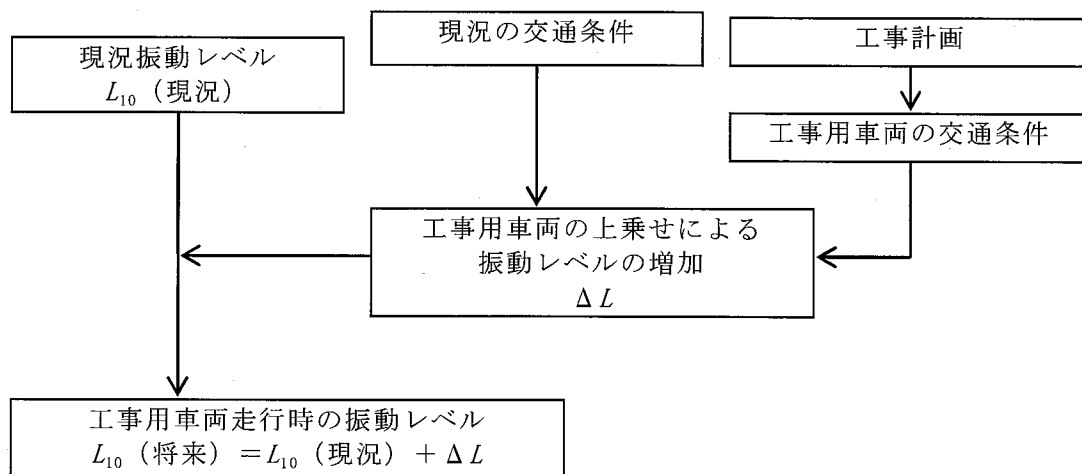 現況振動レベル
L₁₀（現況）
現況の交通条件
工事計画
工事用車両の交通条件
工事用車両の上乗せによる
振動レベルの増加
ΔL
工事用車両走行時の振動レベル
L₁₀（将来）＝L₁₀（現況）＋ΔL